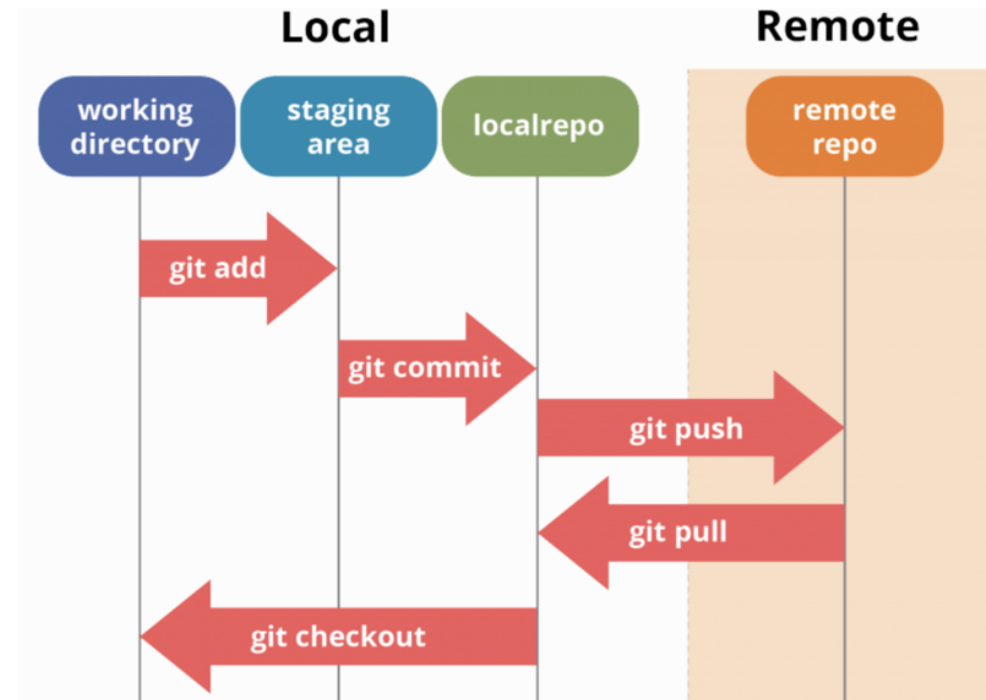 Local
Remote
working
directory
staging
area
localrepo
remote
repo
git add
git commit
git push
git pull
git checkout